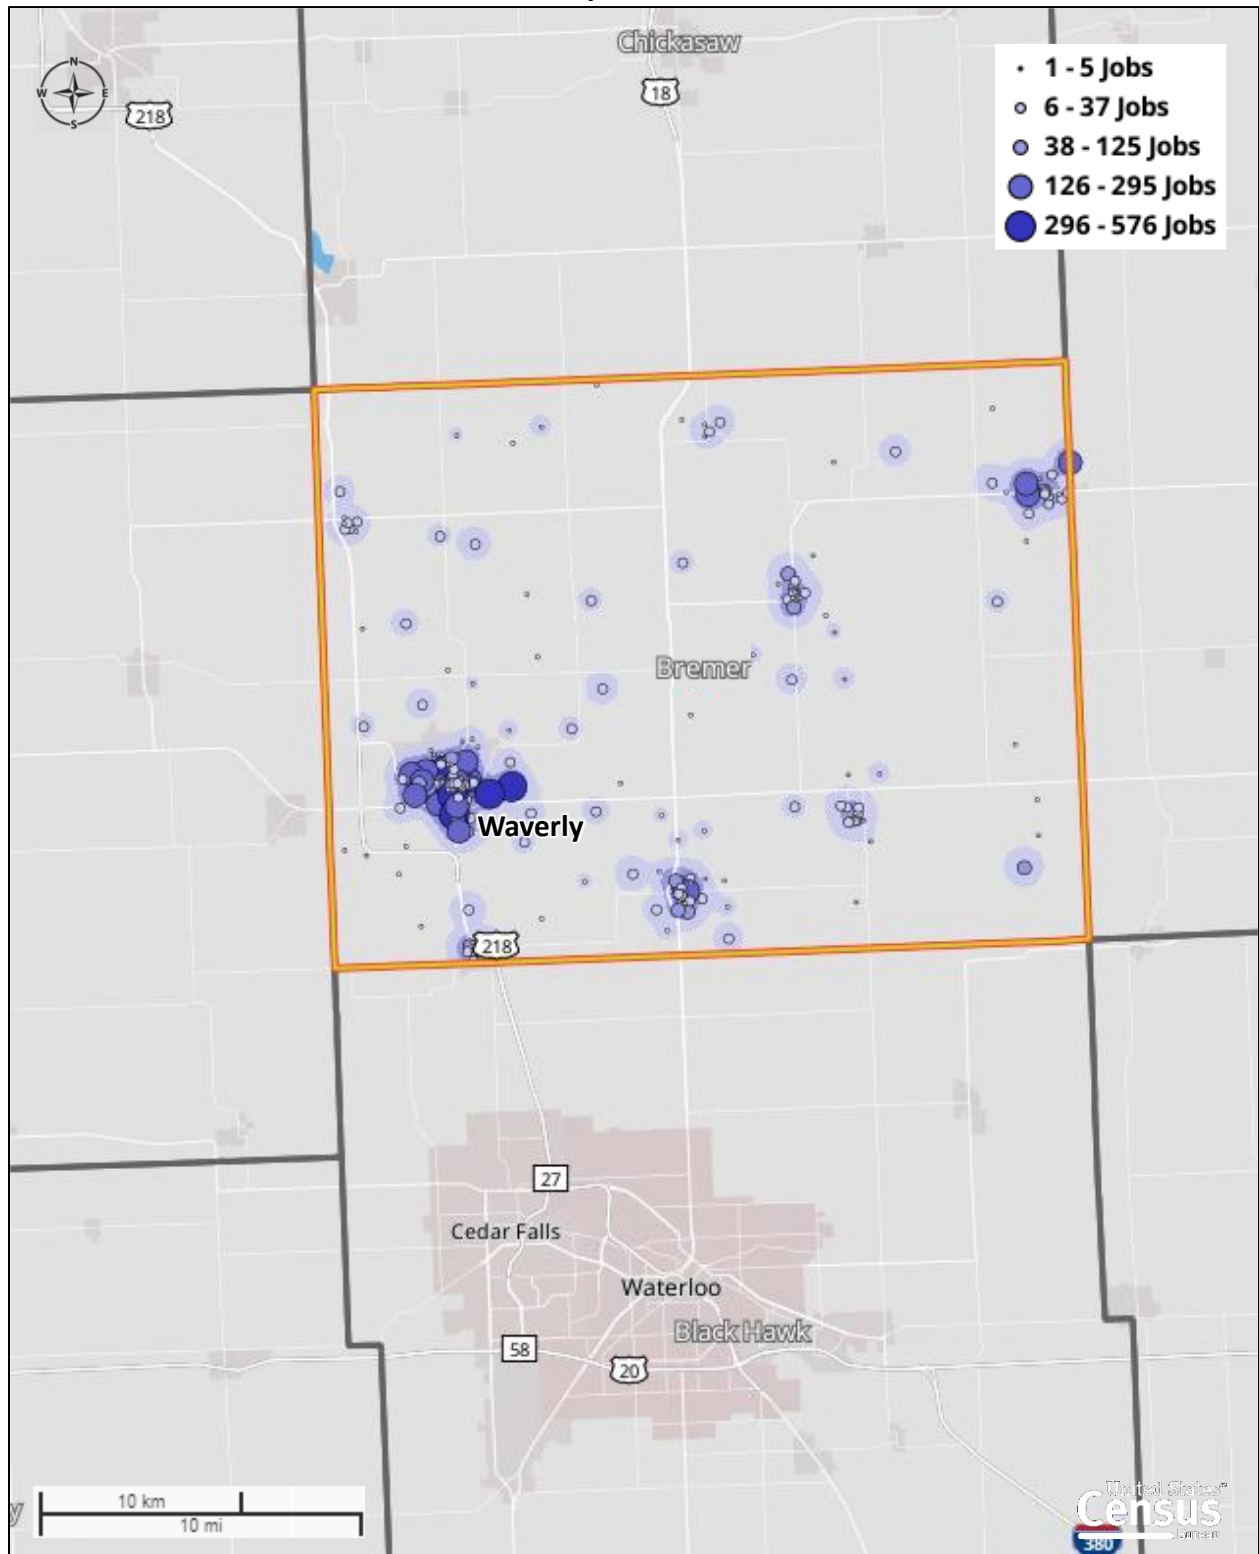 Chickasaw
N
W E
S
218
18
1 - 5 Jobs
6 - 37 Jobs
38 - 125 Jobs
126 - 295 Jobs
296 - 576 Jobs
Bremer
Waverly
218
27
Cedar Falls
Waterloo
Black Hawk
58
20
10 km
10 mi
y
United States™
Census
Bureau
380